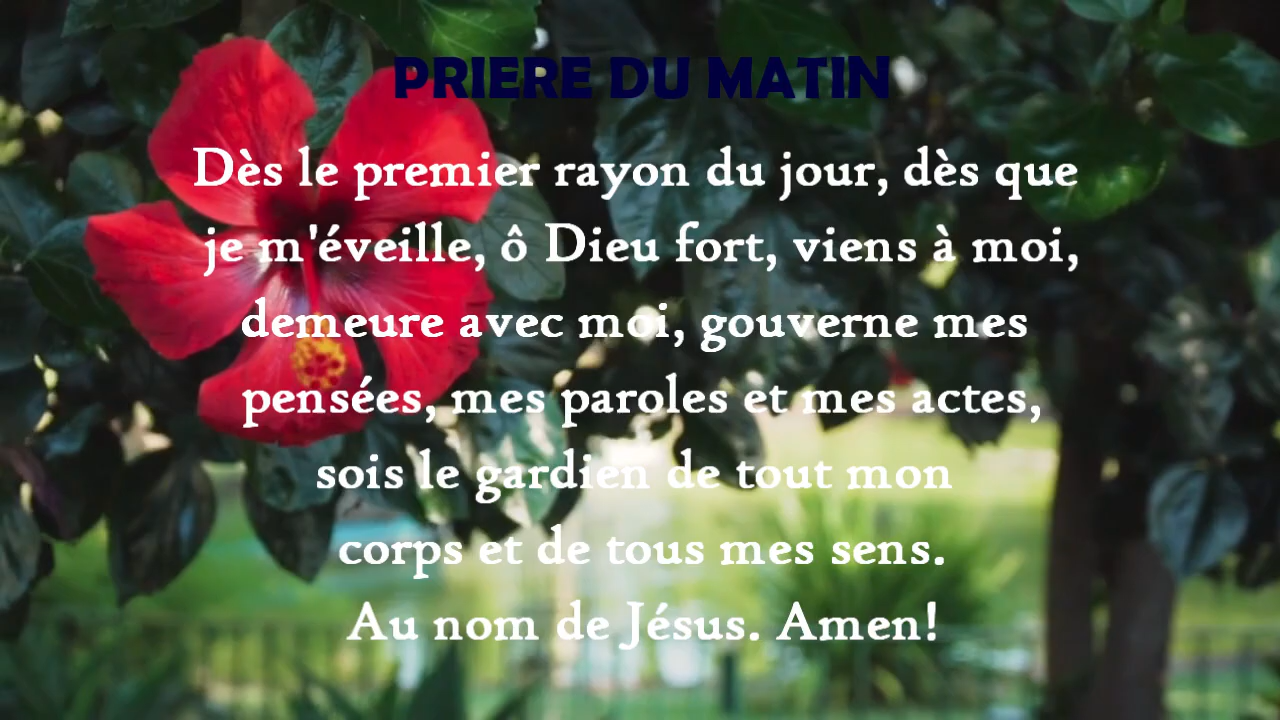 PRIERE DU MATIN
Dès le premier rayon du jour, dès que
je m'éveille, ô Dieu fort, viens à moi,
demeure avec moi, gouverne mes
pensées, mes paroles et mes actes,
sois le gardien de tout mon
corps et de tous mes sens.
Au nom de Jésus. Amen!